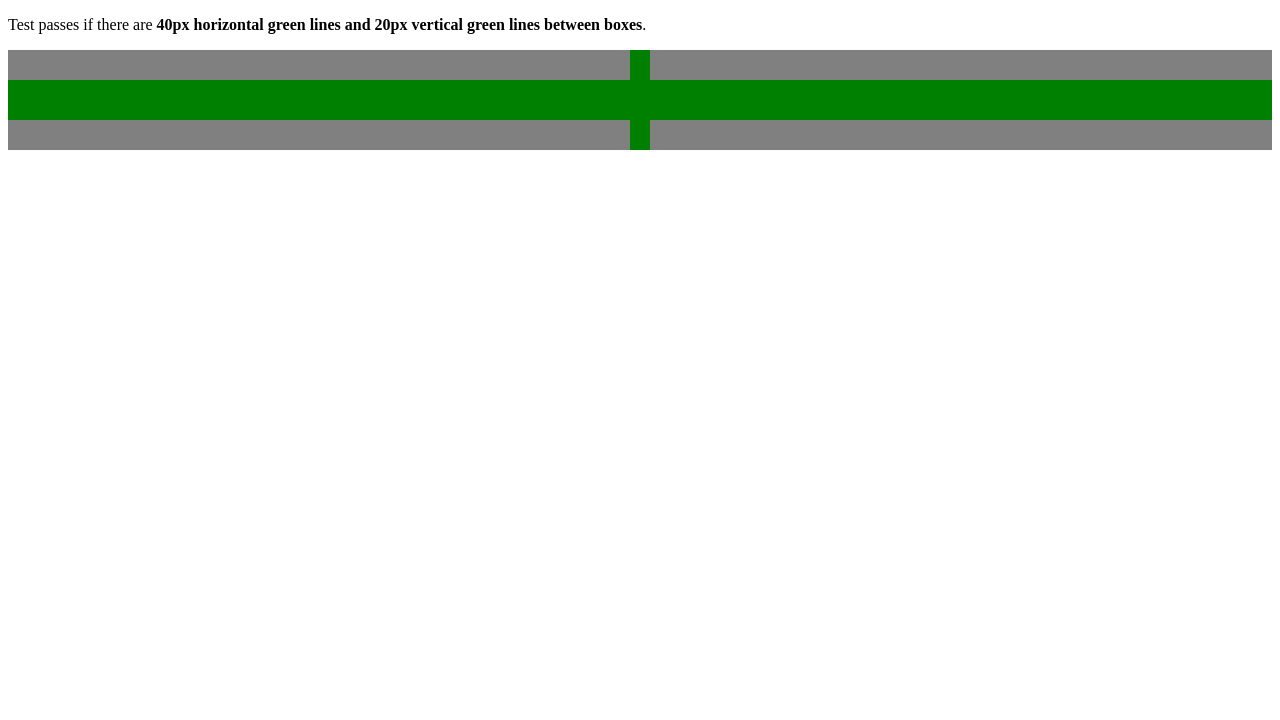 Test passes if there are 40px horizontal green lines and 20px vertical green lines between boxes.